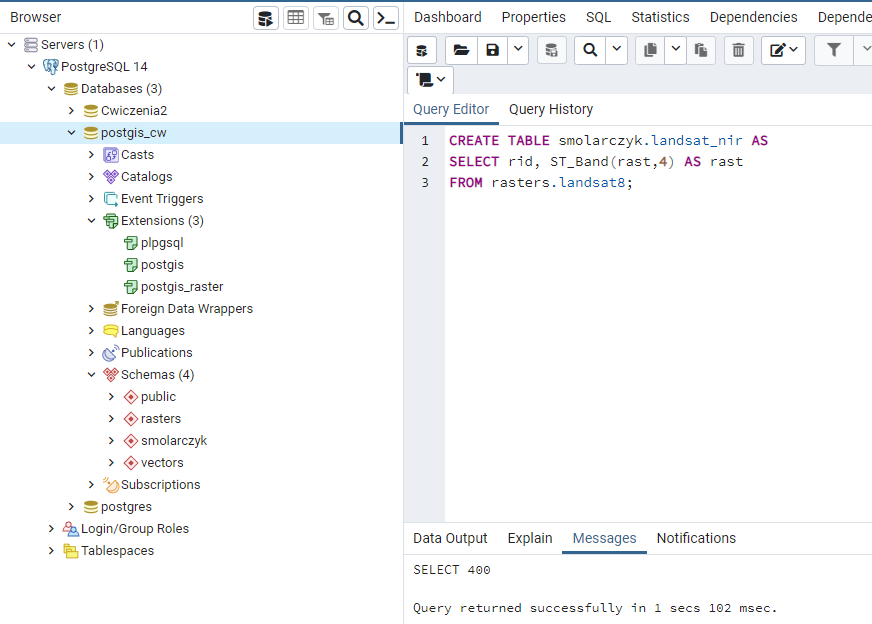 Browser
Servers (1)
PostgreSQL 14
Databases (3)
Cwiczenia2
postgis_cw
Casts
Catalogs
Event Triggers
Extensions (3)
plpgsql
postgis
postgis_raster
Foreign Data Wrappers
Languages
Publications
Schemas (4)
public
rasters
smolarczyk
vectors
Subscriptions
postgres
Login/Group Roles
Tablespaces
Dashboard Properties SQL Statistics Dependencies Depende
Query Editor Query History
1 CREATE TABLE smolarczyk.landsat_nir AS
2 SELECT rid, ST_Band(rast,4) AS rast
3 FROM rasters.landsat8;
Data Output Explain Messages Notifications
SELECT 400
Query returned successfully in 1 secs 102 msec.